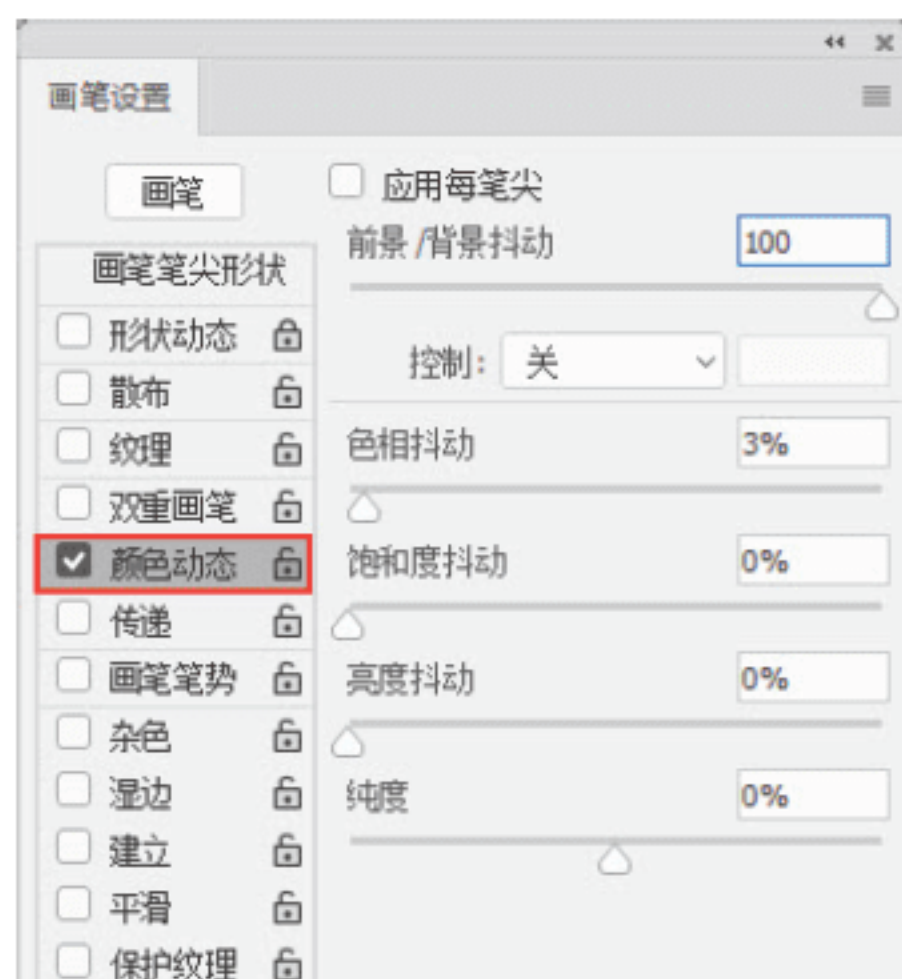 画笔设置
画笔
应用每笔尖
前景/背景抖动 100
画笔笔尖形状
形状动态
控制: 关
散布
色相抖动 3%
纹理
双重画笔
颜色动态
饱和度抖动 0%
传递
画笔笔势
亮度抖动 0%
杂色
湿边
纯度 0%
建立
平滑
保护纹理